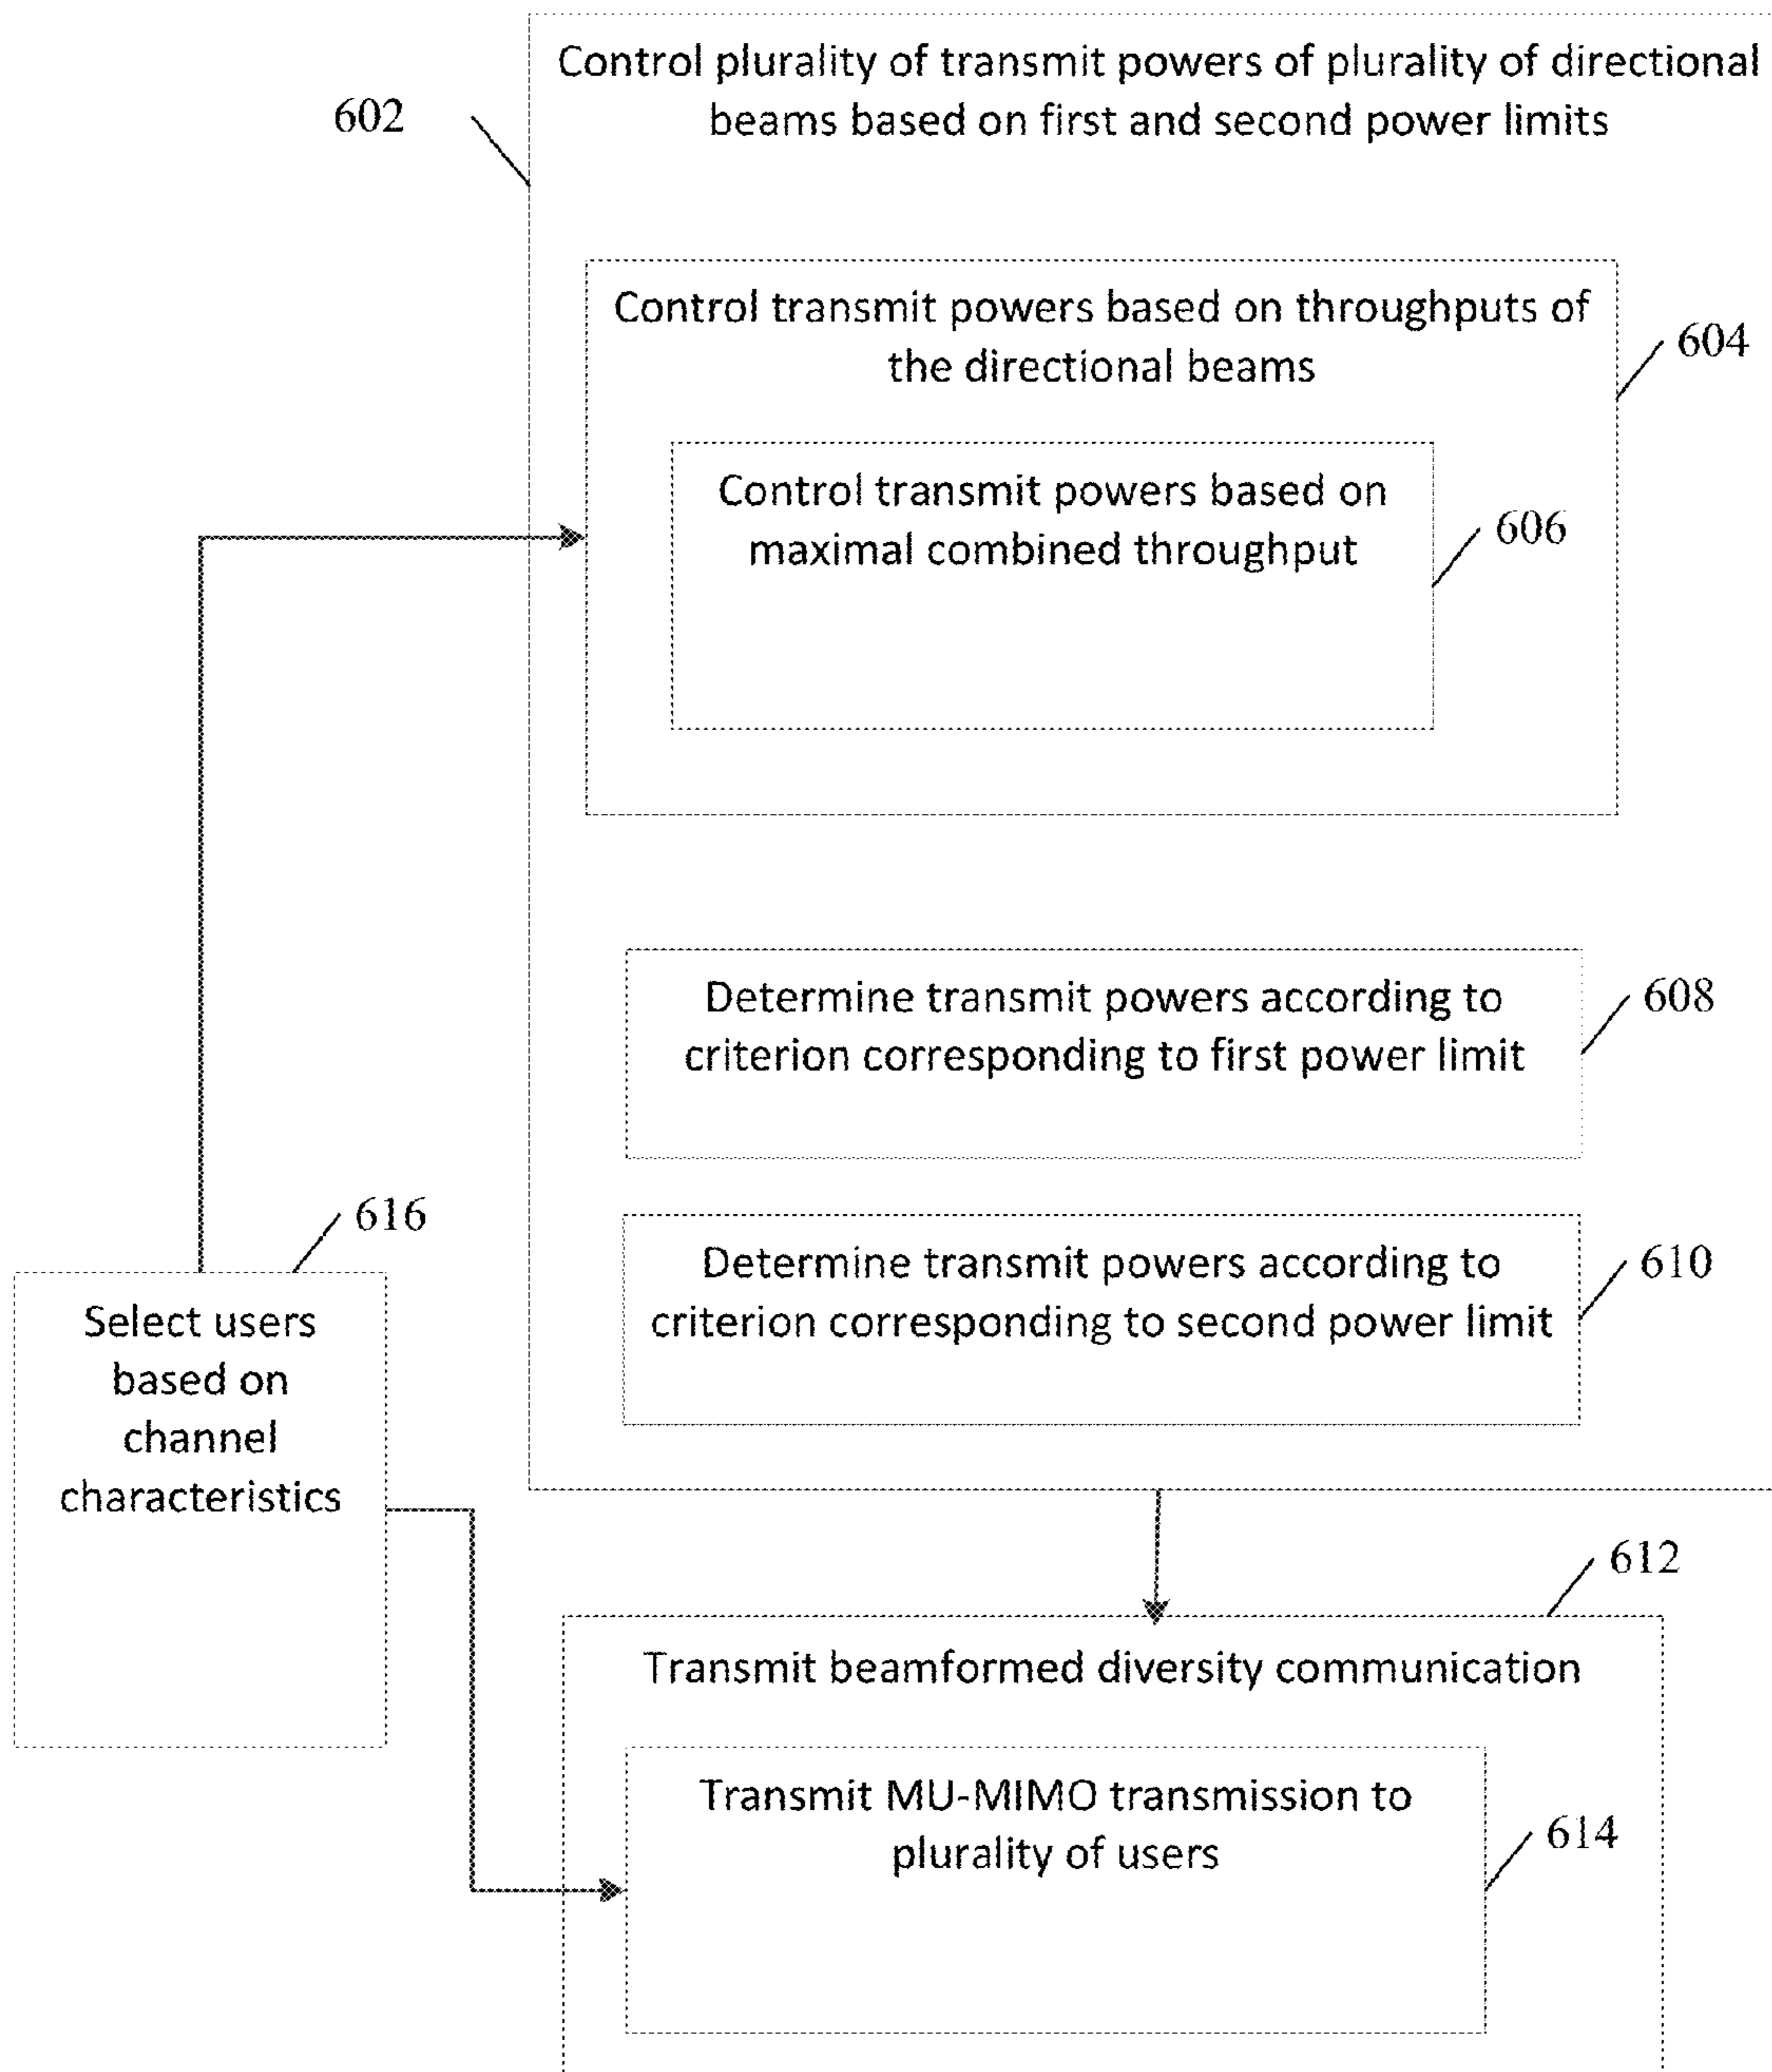 Control plurality of transmit powers of plurality of directional
beams based on first and second power limits
602
Control transmit powers based on throughputs of
the directional beams
604
Control transmit powers based on
maximal combined throughput
606
Determine transmit powers according to
criterion corresponding to first power limit
608
616
Determine transmit powers according to
criterion corresponding to second power limit
610
Select users
based on
channel
characteristics
612
Transmit beamformed diversity communication
Transmit MU-MIMO transmission to
plurality of users
614